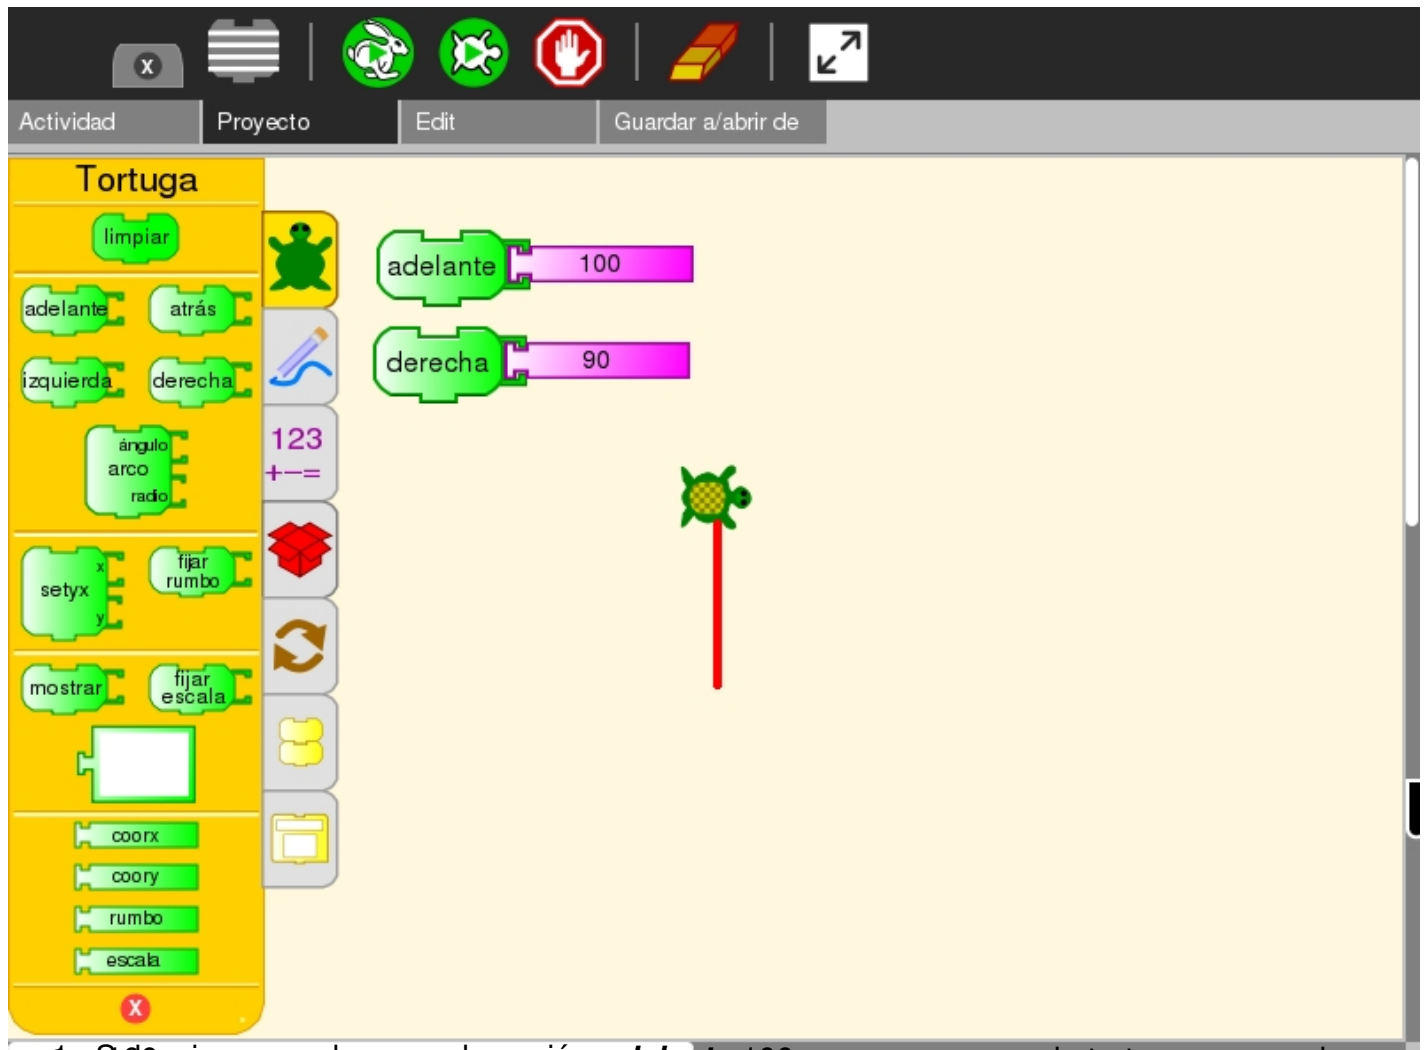 x
Actividad Proyecto Edit Guardar a/abrir de
Tortuga
limpiar
adelante atrás
izquierda derecha
ángulo
arco
radio
x
setyx
y
fijar
rumbo
mostrar
fijar
escala
coorx
coory
rumbo
escala
X
123
+−=
adelante 100
derecha 90